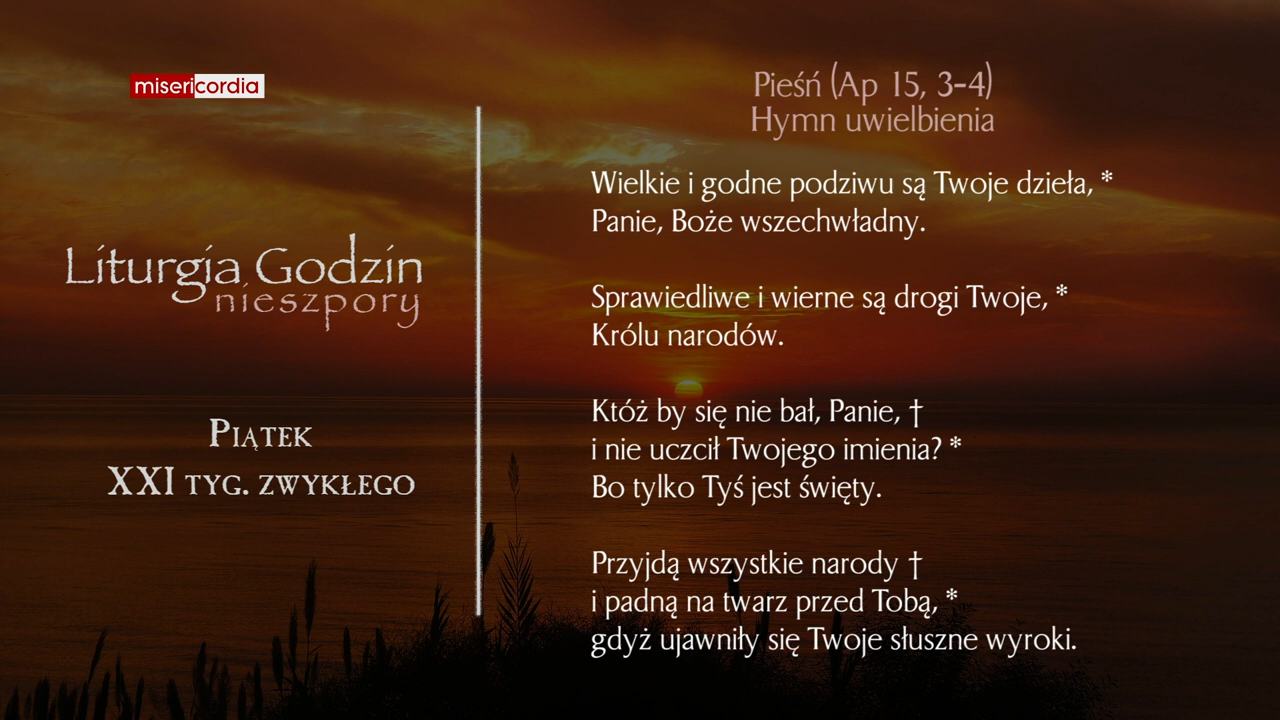 misericordia
Liturgia Godzin
nieszpory
Piątek
XXI tyg. zwykłego
Pieśń (Ap 15, 3-4)
Hymn uwielbienia
Wielkie i godne podziwu są Twoje dzieła, *
Panie, Boże wszechwładny.
Sprawiedliwe i wierne są drogi Twoje, *
Królu narodów.
Któż by się nie bał, Panie, †
i nie uczcił Twojego imienia? *
Bo tylko Tyś jest święty.
Przyjdą wszystkie narody †
i padną na twarz przed Tobą, *
gdyż ujawniły się Twoje słuszne wyroki.